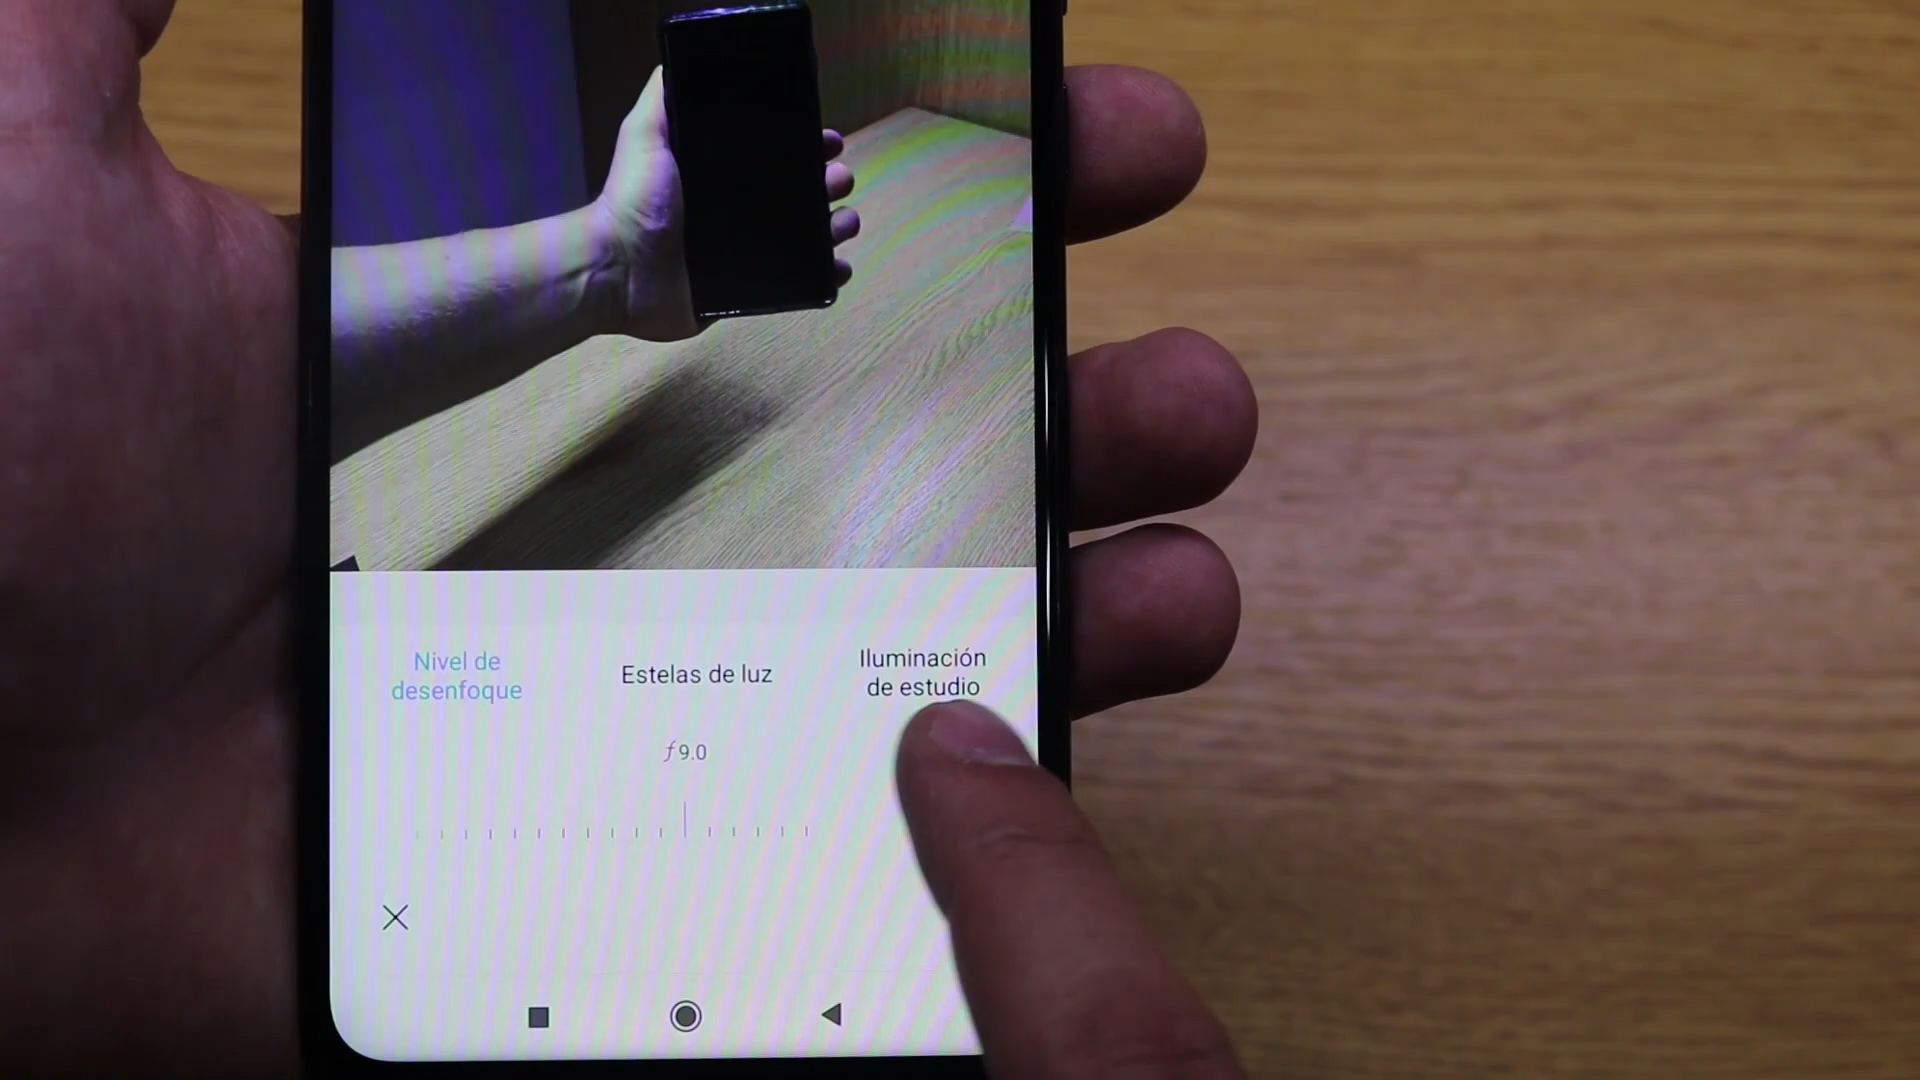 Nivel de
desenfoque
Estelas de luz
Iluminación
de estudio
ƒ9.0